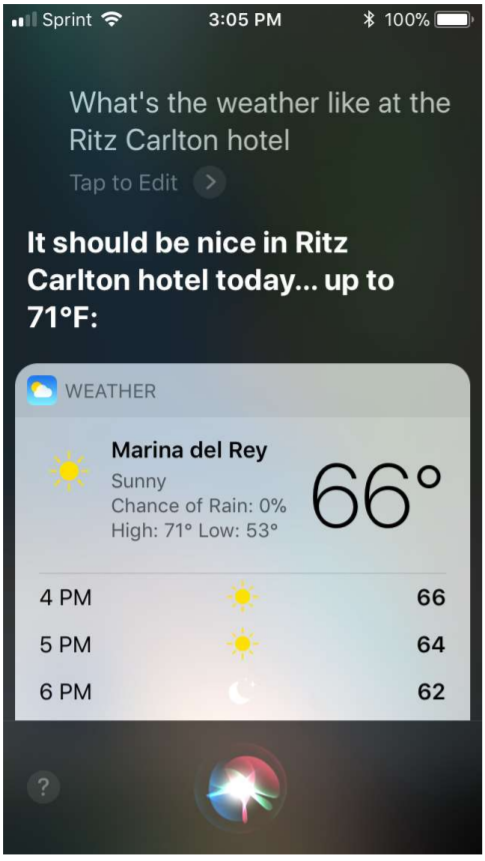 Sprint 3:05 PM 100%
What's the weather like at the
Ritz Carlton hotel
Tap to Edit >
It should be nice in Ritz
Carlton hotel today... up to
71°F:
WEATHER
Marina del Rey
Sunny
Chance of Rain: 0%
High: 71° Low: 53°
66°
4 PM 66
5 PM 64
6 PM 62
?